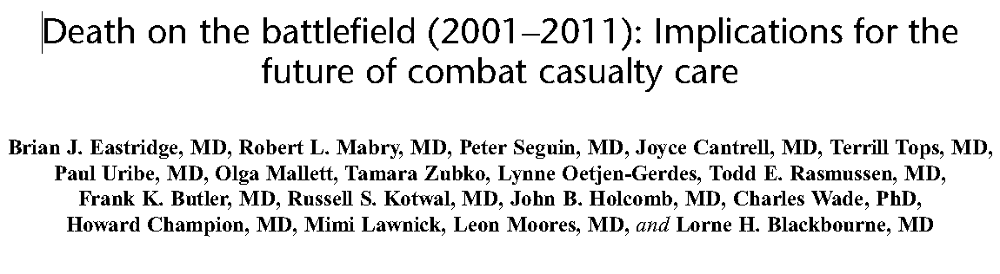 Death on the battlefield (2001–2011): Implications for the
future of combat casualty care
Brian J. Eastridge, MD, Robert L. Mabry, MD, Peter Seguin, MD, Joyce Cantrell, MD, Terrill Tops, MD,
Paul Uribe, MD, Olga Mallett, Tamara Zubko, Lynne Oetjen-Gerdes, Todd E. Rasmussen, MD,
Frank K. Butler, MD, Russell S. Kotwal, MD, John B. Holcomb, MD, Charles Wade, PhD,
Howard Champion, MD, Mimi Lawnick, Leon Moores, MD, and Lorne H. Blackbourne, MD